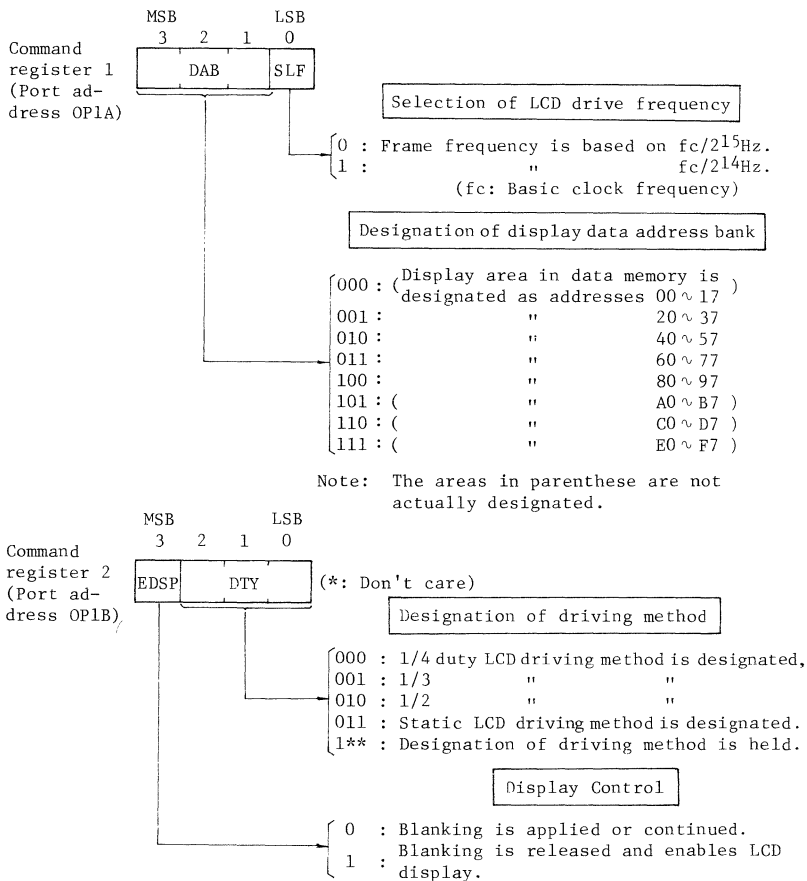 MSB LSB
3 2 1 0
Command
register 1
(Port ad-
dress OP1A)
DAB SLF
Selection of LCD drive frequency
0 : Frame frequency is based on fc/2^15Hz.
1 : " fc/2^14Hz.
(fc: Basic clock frequency)
Designation of display data address bank
000 : (Display area in data memory is
designated as addresses 00 ~ 17 )
001 : " 20 ~ 37
010 : " 40 ~ 57
011 : " 60 ~ 77
100 : " 80 ~ 97
101 : ( " A0 ~ B7 )
110 : ( " C0 ~ D7 )
111 : ( " E0 ~ F7 )
Note: The areas in parenthese are not
actually designated.
MSB LSB
3 2 1 0
Command
register 2
(Port ad-
dress OP1B)
EDSP DTY (*: Don't care)
Designation of driving method
000 : 1/4 duty LCD driving method is designated,
001 : 1/3 " "
010 : 1/2 " "
011 : Static LCD driving method is designated.
1** : Designation of driving method is held.
Display Control
0 : Blanking is applied or continued.
1 : Blanking is released and enables LCD
display.